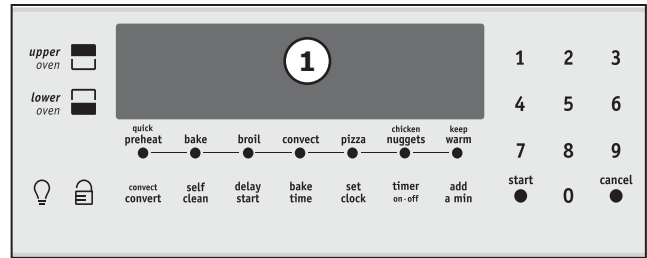 upper
oven
lower
oven
1
quick
preheat
bake
broil
convect
pizza
chicken
nuggets
keep
warm
convect
convert
self
clean
delay
start
bake
time
set
clock
timer
on-off
add
a min
1 2 3
4 5 6
7 8 9
start
0
cancel